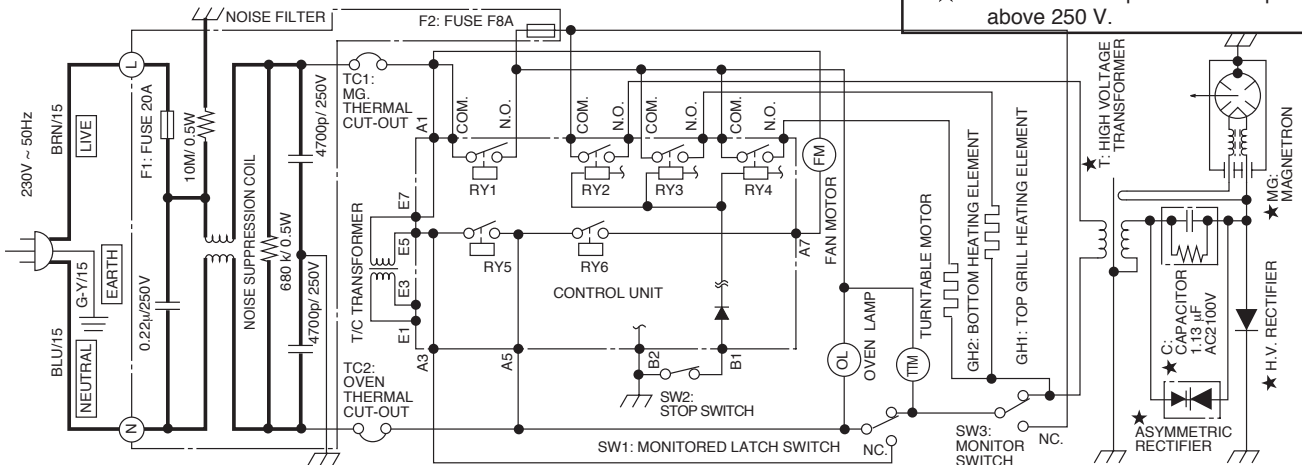 NOISE FILTER
F2: FUSE F8A
above 250 V.
230V ~ 50Hz
BRN/15
LIVE
L
F1: FUSE 20A
10M/ 0.5W
4700p/ 250V
TC1:
MG.
THERMAL
CUT-OUT
A1
COM.
N.O.
COM.
N.O.
COM.
N.O.
COM.
N.O.
RY1
RY2
RY3
RY4
FM
FAN MOTOR
G-Y/15
EARTH
BLU/15
NEUTRAL
N
0.22µ/250V
NOISE SUPPRESSION COIL
680 k/ 0.5W
4700p/ 250V
T/C TRANSFORMER
E7
E5
E3
E1
A3
A5
A7
RY5
RY6
CONTROL UNIT
B2
B1
SW2:
STOP SWITCH
TC2:
OVEN
THERMAL
CUT-OUT
OL
OVEN LAMP
TTM
TURNTABLE MOTOR
GH2: BOTTOM HEATING ELEMENT
GH1: TOP GRILL HEATING ELEMENT
SW1: MONITORED LATCH SWITCH
NC.
SW3:
MONITOR
SWITCH
NC.
★ T: HIGH VOLTAGE
TRANSFORMER
★ MG:
MAGNETRON
★ C:
CAPACITOR
1.13 µF
AC2100V
★ H.V. RECTIFIER
★
ASYMMETRIC
RECTIFIER